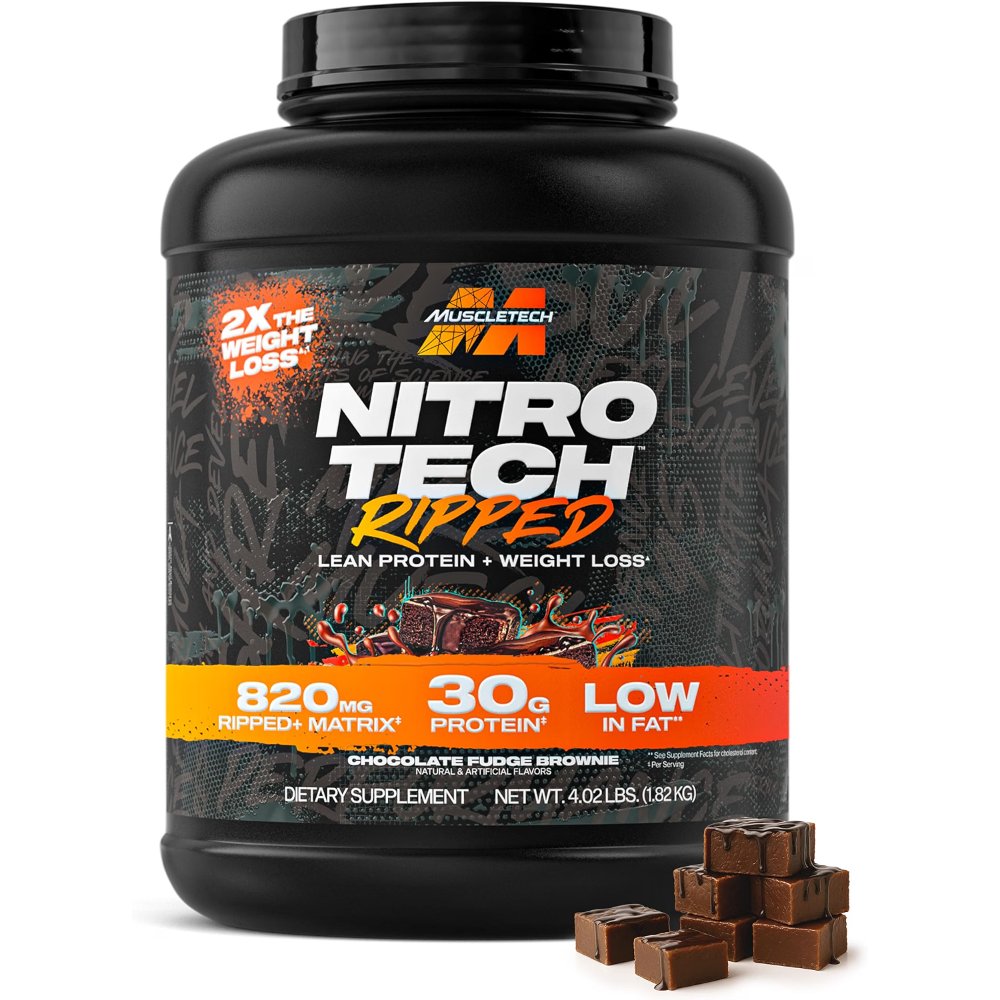 MUSCLETECH
2X THE
WEIGHT
LOSS▲,†
NITRO
TECH™
RIPPED
LEAN PROTEIN + WEIGHT LOSS▲
820MG
RIPPED+ MATRIX‡
30G
PROTEIN‡
LOW
IN FAT**
** See Supplement Facts for cholesterol content.
‡ Per Serving
CHOCOLATE FUDGE BROWNIE
NATURAL & ARTIFICIAL FLAVORS
DIETARY SUPPLEMENT NET WT. 4.02 LBS. (1.82 KG)